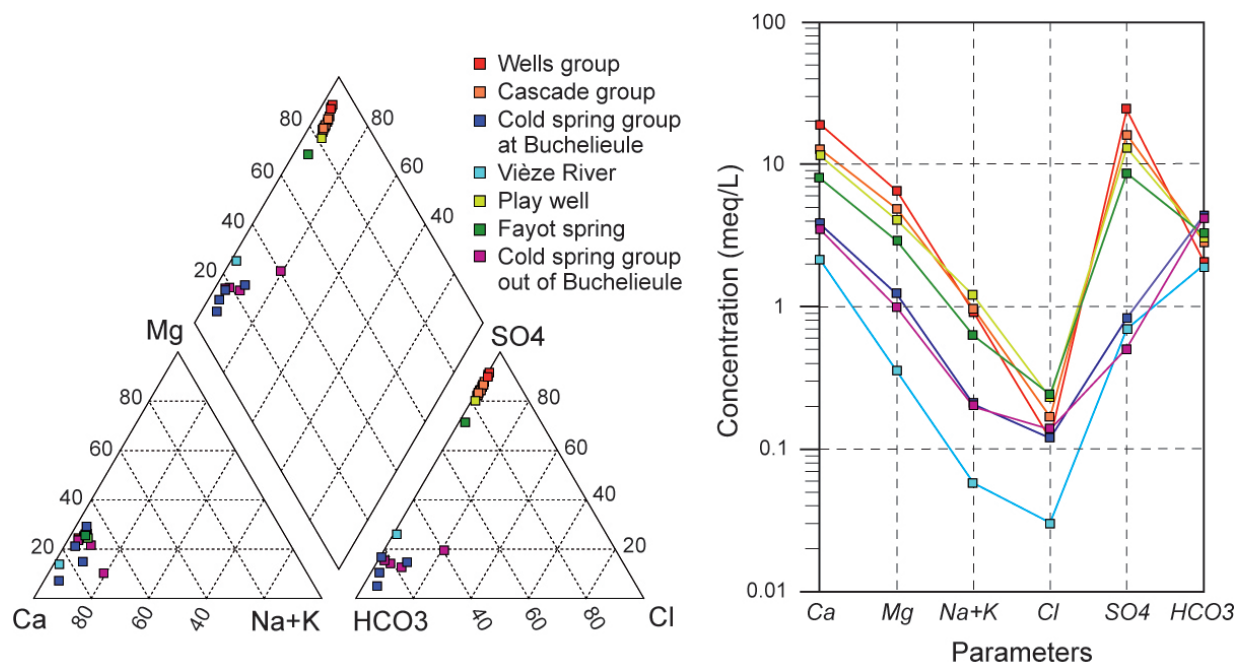 Wells group
Cascade group
Cold spring group
at Buchelieule
Vièze River
Play well
Fayot spring
Cold spring group
out of Buchelieule
80
80
60
60
40
40
20
Mg
SO4
80
80
60
60
40
40
20
20
Ca
80
60
40
Na+K
HCO3
40
20
Cl
100
10
1
0.1
0.01
Concentration (meq/L)
Ca
Mg
Na+K
Cl
SO4
HCO3
Parameters